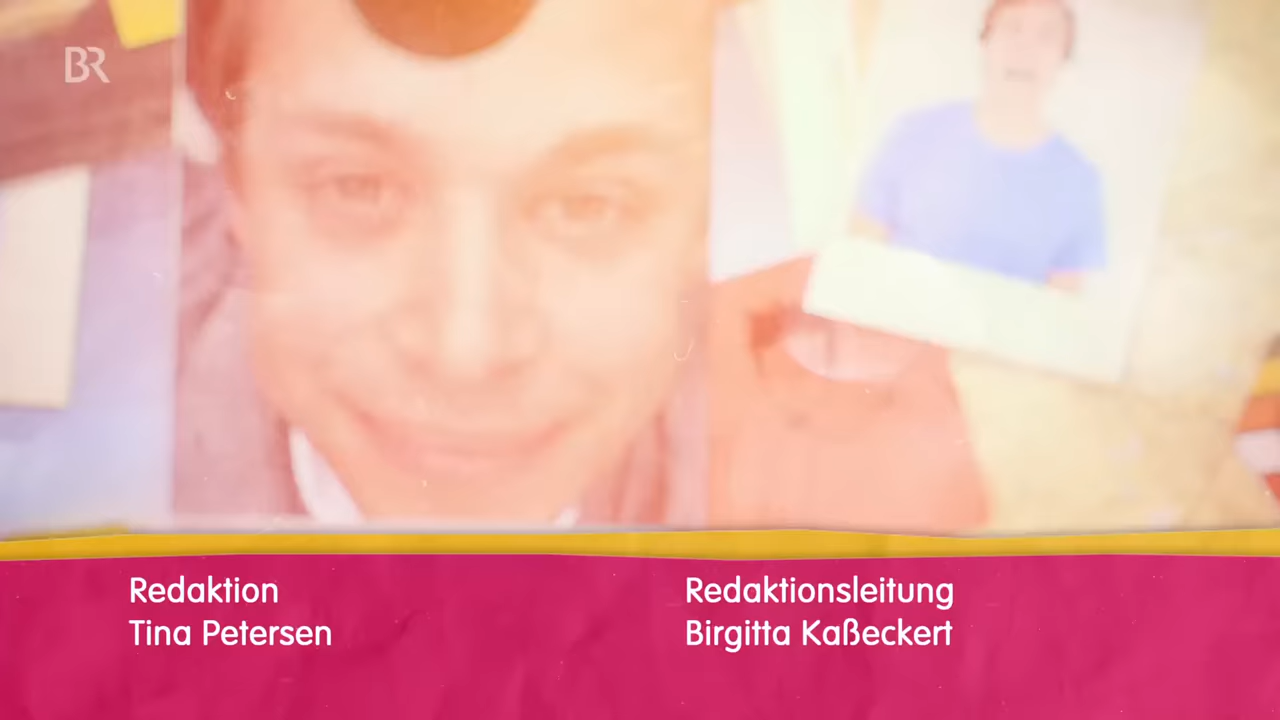 BR
Redaktion
Tina Petersen
Redaktionsleitung
Birgitta Kaßeckert